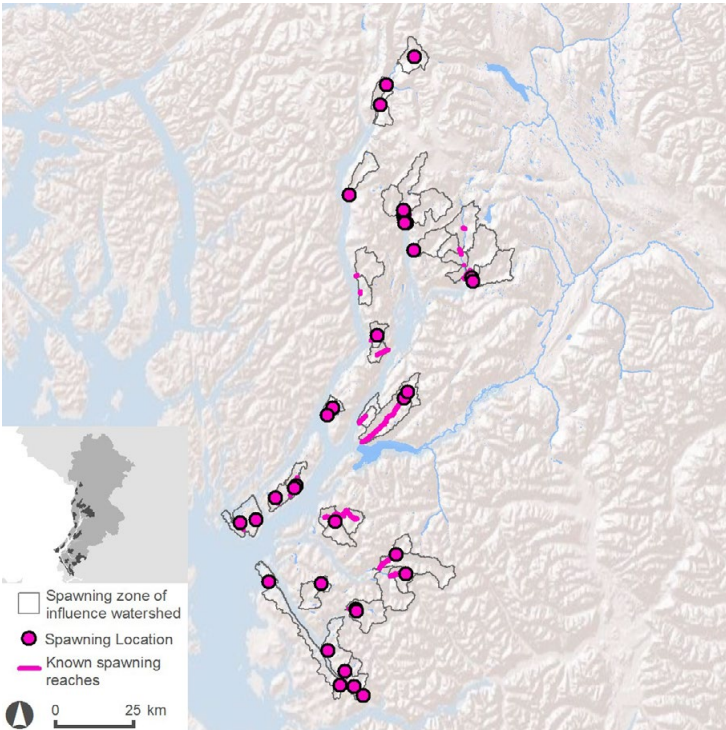 Spawning zone of
influence watershed
Spawning Location
Known spawning
reaches
0 25 km